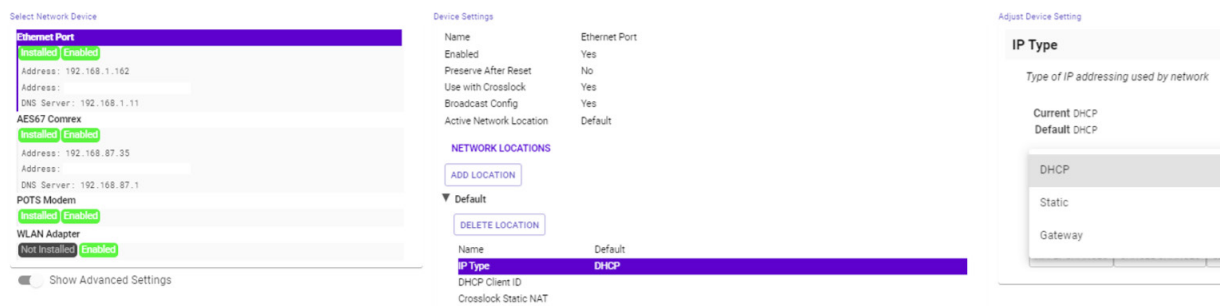 Select Network Device
Ethernet Port
Installed Enabled
Address: 192.168.1.162
Address:
DNS Server: 192.168.1.11
AES67 Comrex
Installed Enabled
Address: 192.168.87.35
Address:
DNS Server: 192.168.87.1
POTS Modem
Installed Enabled
WLAN Adapter
Not Installed Enabled
Show Advanced Settings
Device Settings
Name Ethernet Port
Enabled Yes
Preserve After Reset No
Use with Crosslock Yes
Broadcast Config Yes
Active Network Location Default
NETWORK LOCATIONS
ADD LOCATION
Default
DELETE LOCATION
Name Default
IP Type DHCP
DHCP Client ID
Crosslock Static NAT
Adjust Device Setting
IP Type
Type of IP addressing used by network
Current DHCP
Default DHCP
DHCP
Static
Gateway